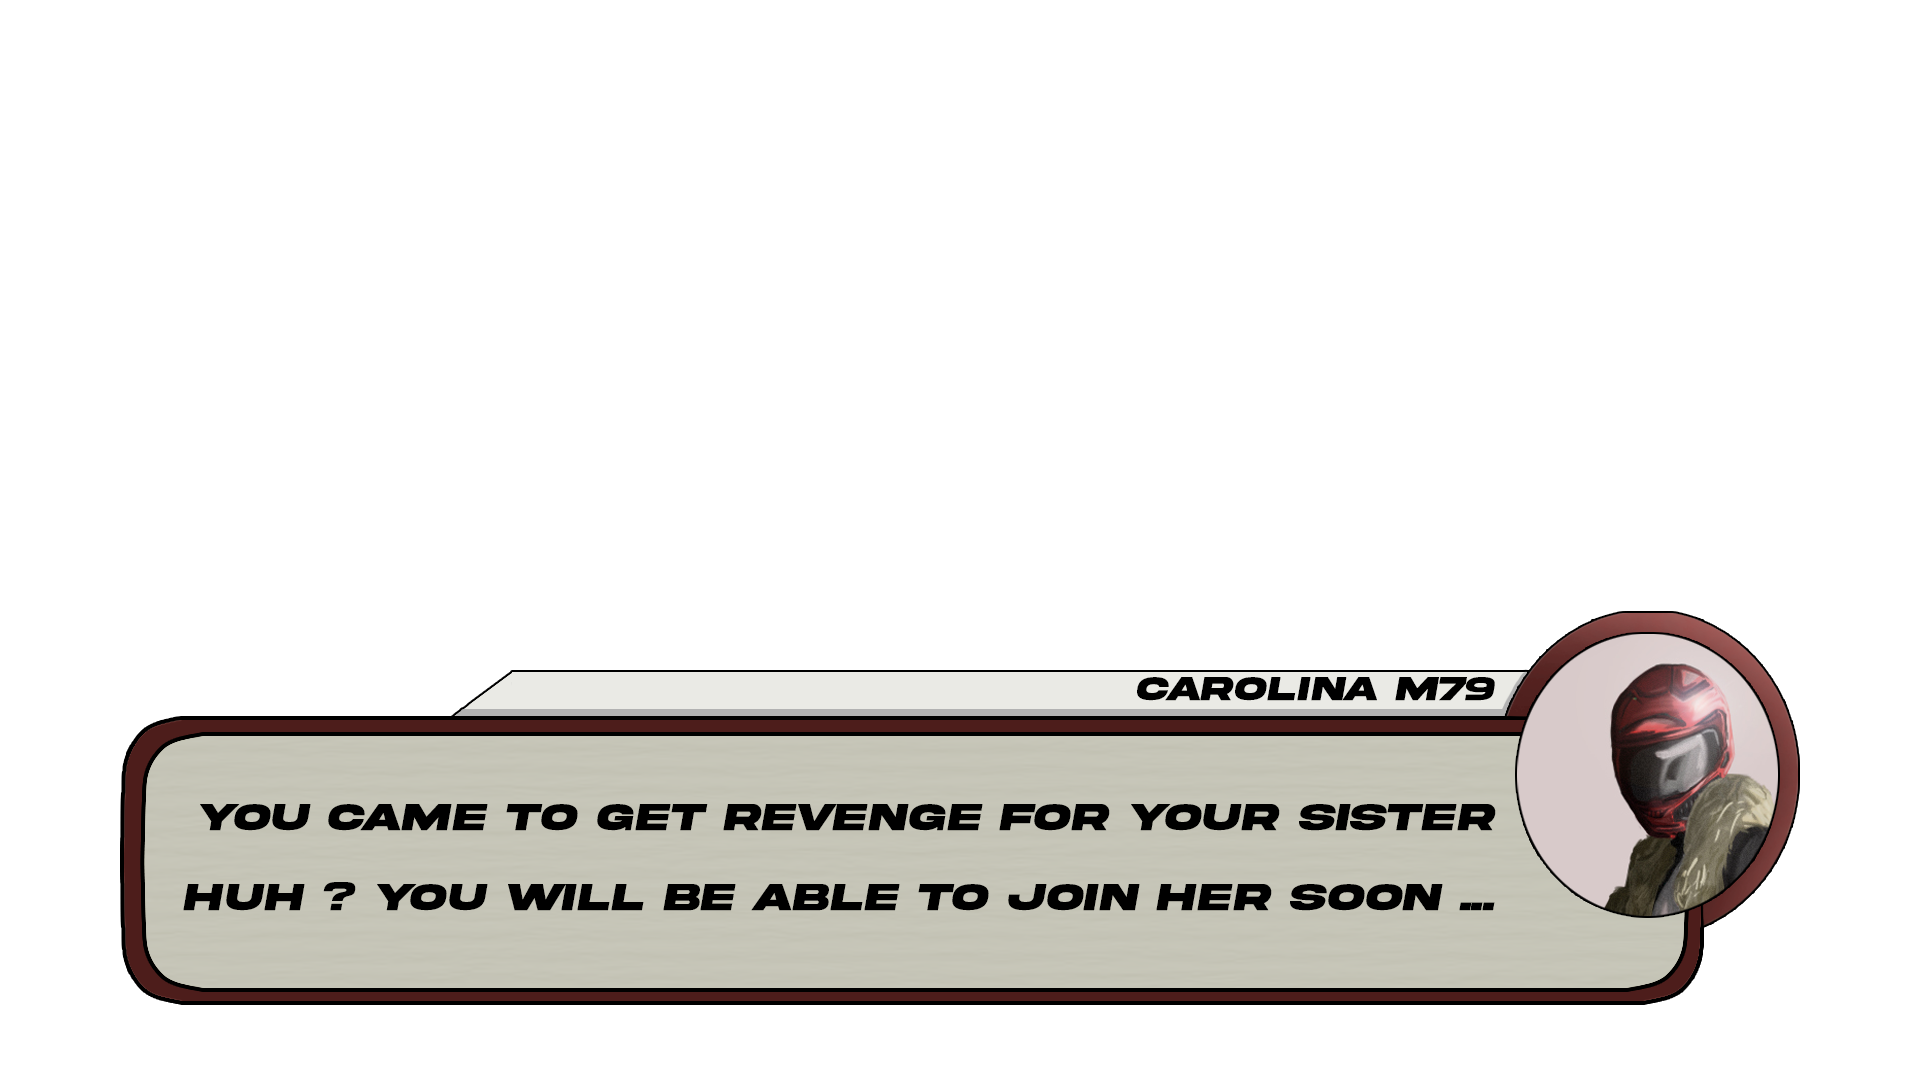 CAROLINA M79
YOU CAME TO GET REVENGE FOR YOUR SISTER
HUH ? YOU WILL BE ABLE TO JOIN HER SOON ...